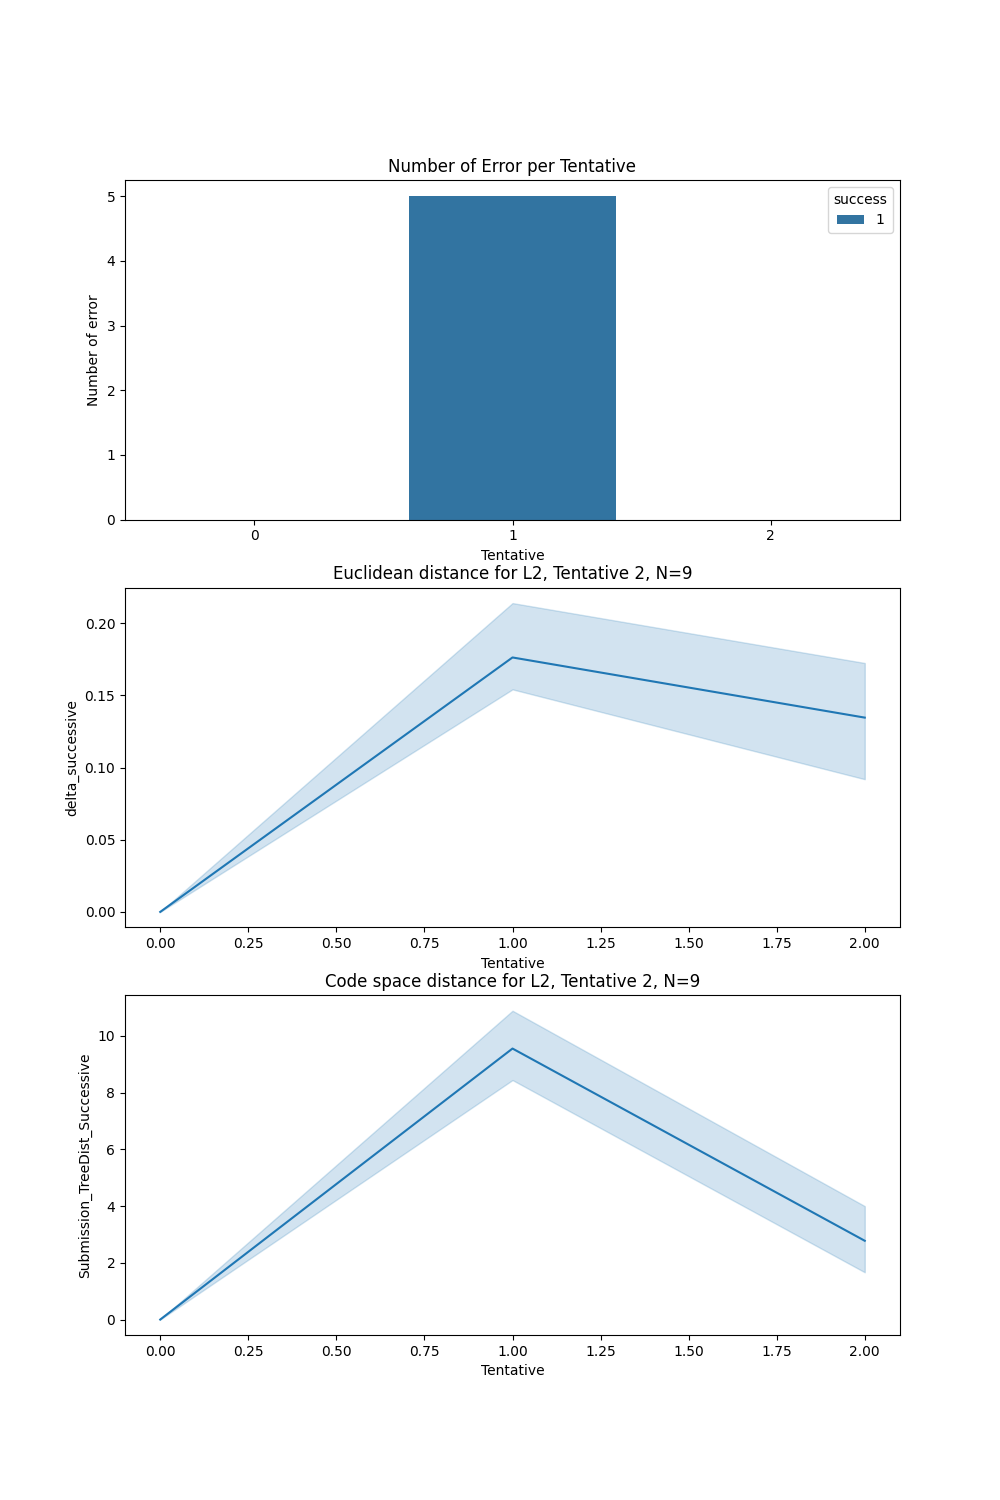 Number of Error per Tentative
success
1
5
4
3
2
1
0
Number of error
0 1 2
Tentative
Euclidean distance for L2, Tentative 2, N=9
0.20
0.15
0.10
0.05
0.00
delta_successive
0.00 0.25 0.50 0.75 1.00 1.25 1.50 1.75 2.00
Tentative
Code space distance for L2, Tentative 2, N=9
10
8
6
4
2
0
Submission_TreeDist_Successive
0.00 0.25 0.50 0.75 1.00 1.25 1.50 1.75 2.00
Tentative